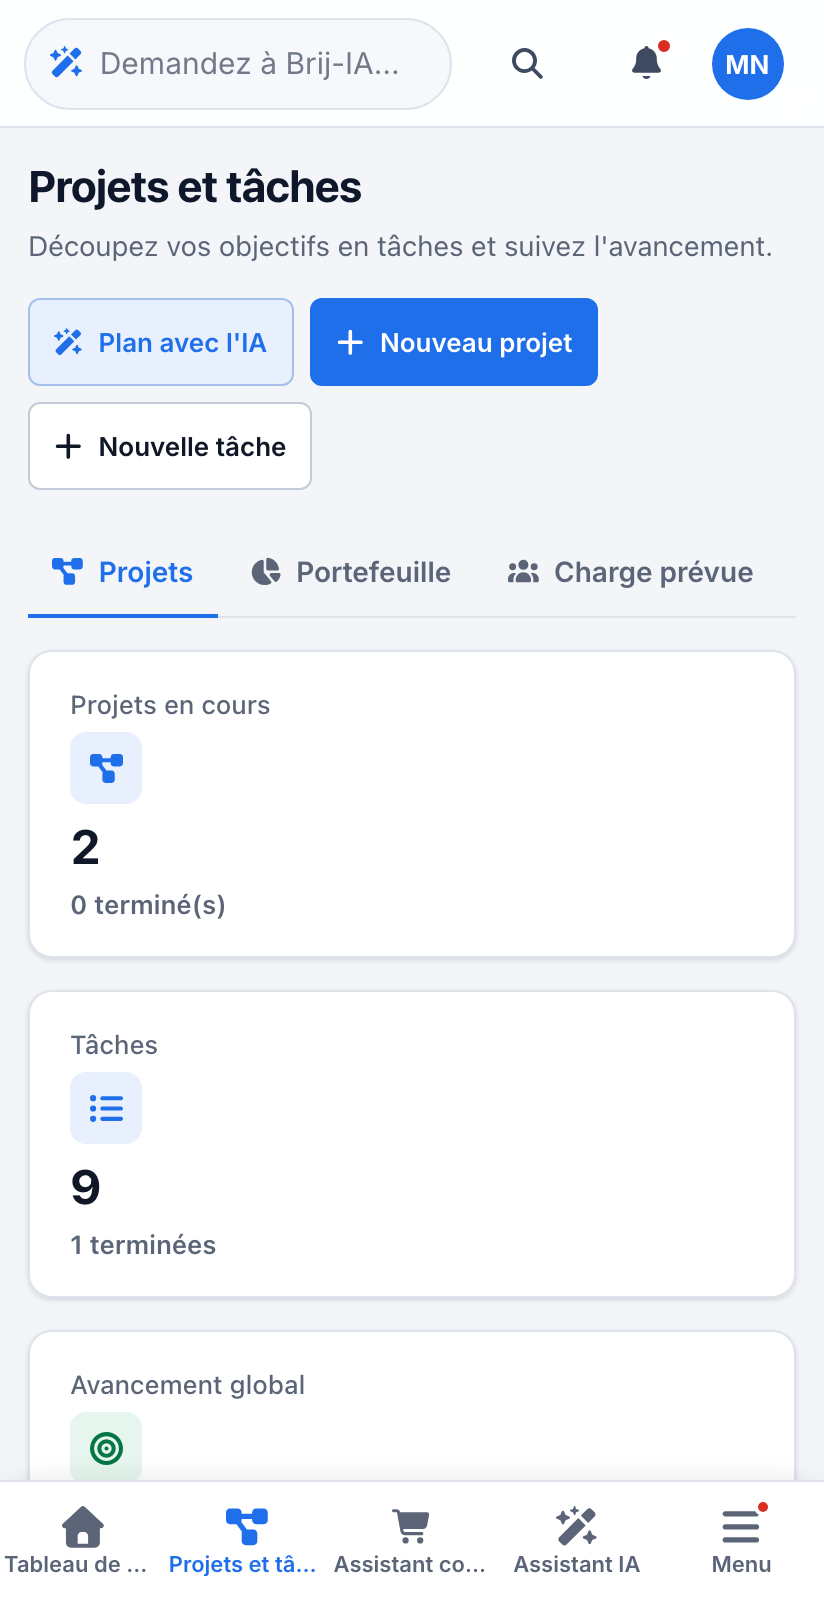 Demandez à Brij-IA...
MN
Projets et tâches
Découpez vos objectifs en tâches et suivez l'avancement.
Plan avec l'IA
Nouveau projet
Nouvelle tâche
Projets
Portefeuille
Charge prévue
Projets en cours
2
0 terminé(s)
Tâches
9
1 terminées
Avancement global
Tableau de ...
Projets et tâ...
Assistant co...
Assistant IA
Menu